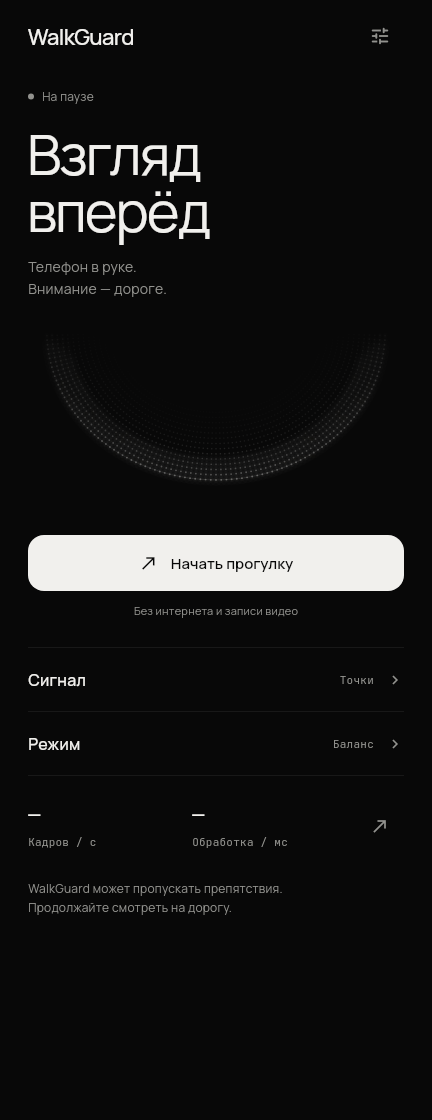 WalkGuard
На паузе
Взгляд
вперёд
Телефон в руке.
Внимание — дороге.
Начать прогулку
Без интернета и записи видео
Сигнал
Точки
Режим
Баланс
— —
Кадров / с
Обработка / мс
WalkGuard может пропускать препятствия.
Продолжайте смотреть на дорогу.